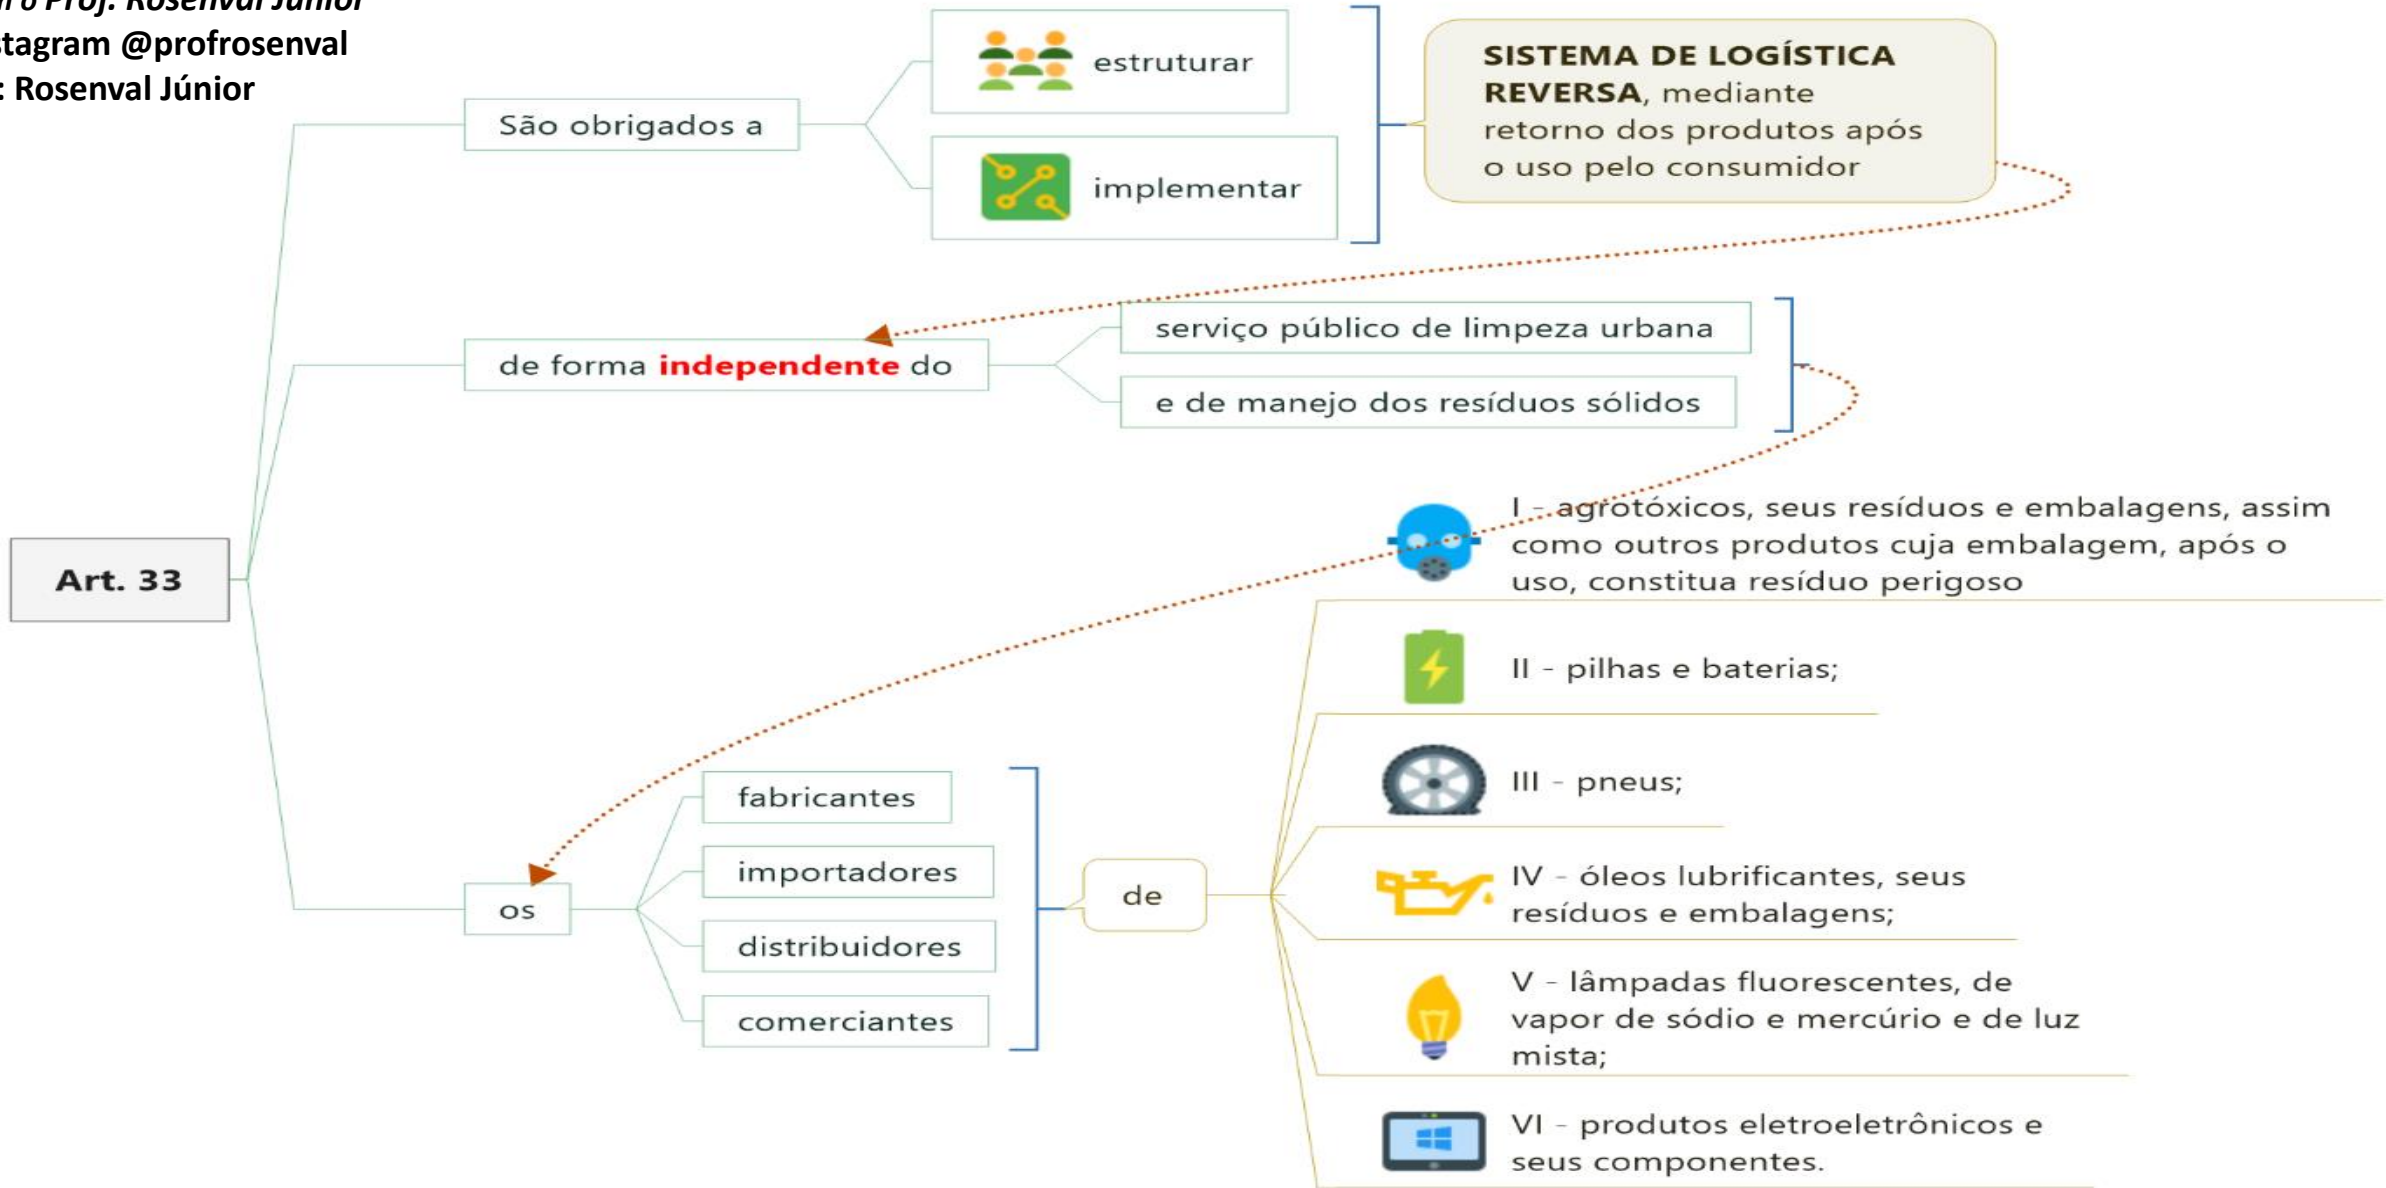 Prof. Rosenval Júnior
@profrosenval
: Rosenval Júnior
São obrigados a
estruturar
implementar
SISTEMA DE LOGÍSTICA
REVERSA, mediante
retorno dos produtos após
o uso pelo consumidor
de forma independente do
serviço público de limpeza urbana
e de manejo dos resíduos sólidos
Art. 33
os
fabricantes
importadores
distribuidores
comerciantes
de
I - agrotóxicos, seus resíduos e embalagens, assim
como outros produtos cuja embalagem, após o
uso, constitua resíduo perigoso
II - pilhas e baterias;
III - pneus;
IV - óleos lubrificantes, seus
resíduos e embalagens;
V - lâmpadas fluorescentes, de
vapor de sódio e mercúrio e de luz
mista;
VI - produtos eletroeletrônicos e
seus componentes.